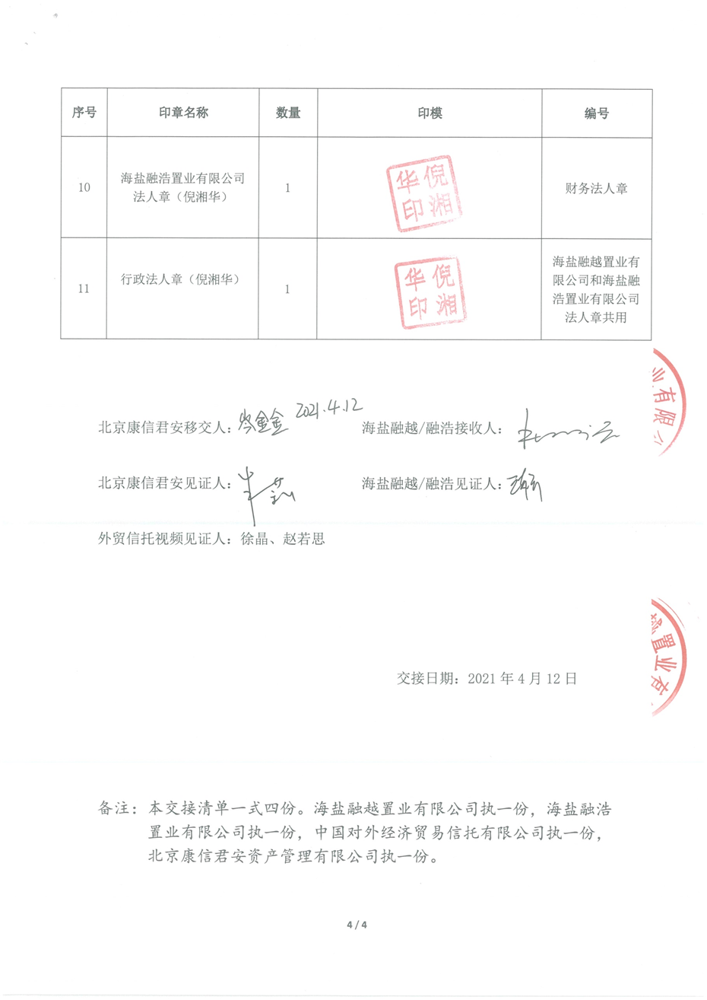 序号 印章名称 数量 印模 编号
10 海盐融浩置业有限公司 1 财务法人章
法人章（倪湘华）
华倪
印湘
11 行政法人章（倪湘华） 1
华倪
印湘
海盐融越置业有
限公司和海盐融
浩置业有限公司
法人章共用
业有限公
北京康信君安移交人：岑金金 2021.4.12 海盐融越/融浩接收人：
北京康信君安见证人： 海盐融越/融浩见证人：
外贸信托视频见证人：徐晶、赵若思
越置业有
交接日期：2021 年 4 月 12 日
备注：本交接清单一式四份。海盐融越置业有限公司执一份，海盐融浩
置业有限公司执一份，中国对外经济贸易信托有限公司执一份，
北京康信君安资产管理有限公司执一份。
4 / 4